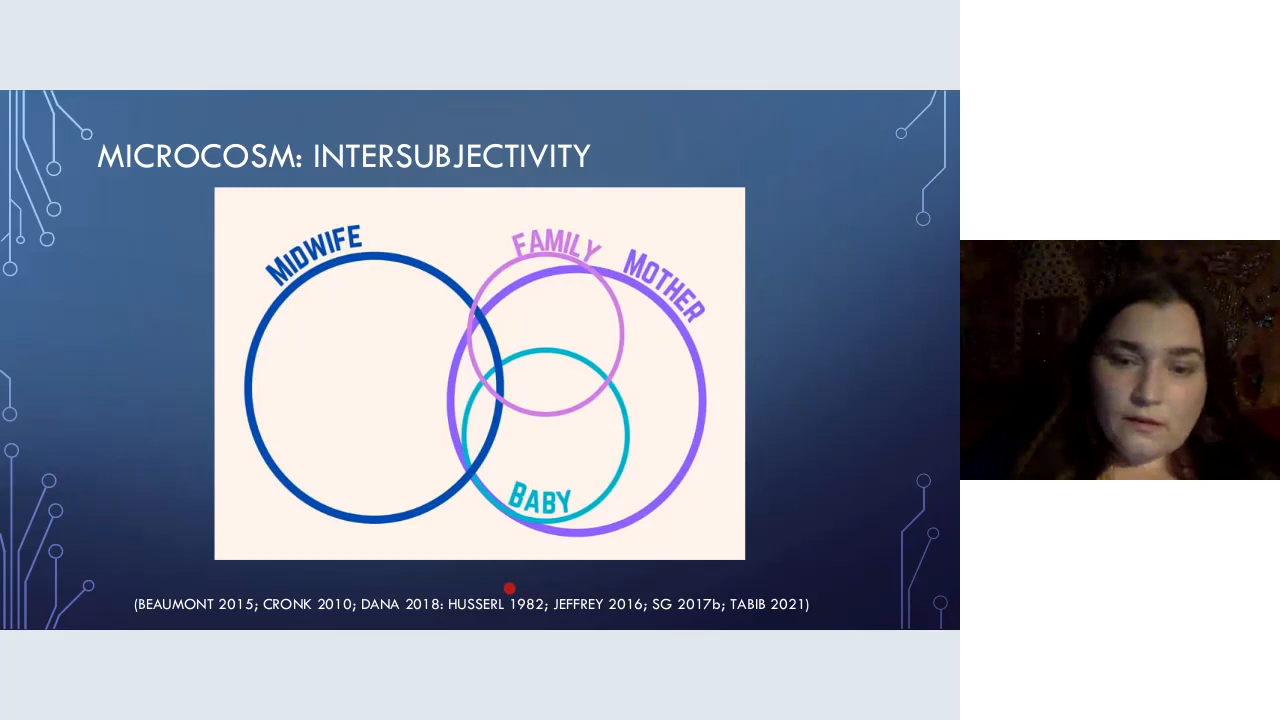 MICROCOSM: INTERSUBJECTIVITY
MIDWIFE
FAMILY
MOTHER
BABY
(BEAUMONT 2015; CRONK 2010; DANA 2018: HUSSERL 1982; JEFFREY 2016; SG 2017b; TABIB 2021)